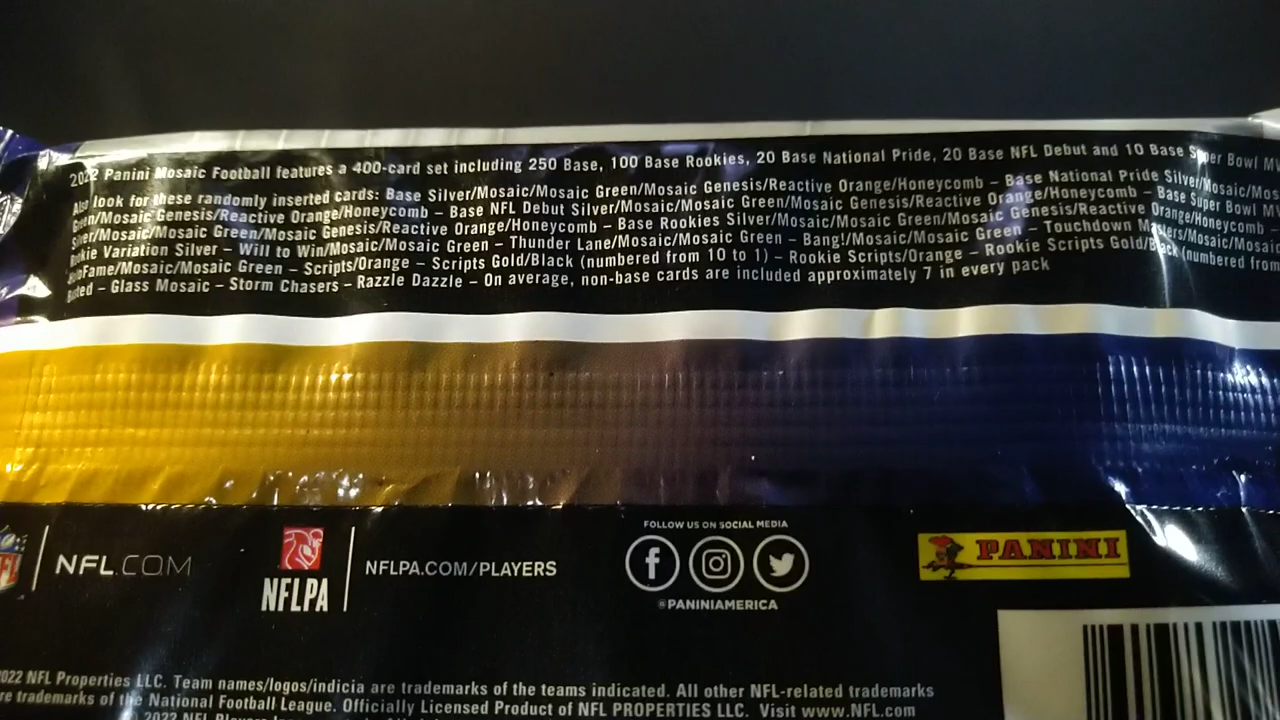 2022 Panini Mosaic Football features a 400-card set including 250 Base, 100 Base Rookies, 20 Base National Pride, 20 Base NFL Debut and 10 Base Super Bowl M
Also look for these randomly inserted cards: Base Silver/Mosaic/Mosaic Green/Mosaic Genesis/Reactive Orange/Honeycomb – Base National Pride Silver/Mosaic/Mos
Green/Mosaic Genesis/Reactive Orange/Honeycomb – Base NFL Debut Silver/Mosaic/Mosaic Green/Mosaic Genesis/Reactive Orange/Honeycomb – Base Super Bowl M
Silver/Mosaic/Mosaic Green/Mosaic Genesis/Reactive Orange/Honeycomb – Base Rookies Silver/Mosaic/Mosaic Green/Mosaic Genesis/Reactive Orange/Honeycomb –
Rookie Variation Silver – Will to Win/Mosaic/Mosaic Green – Thunder Lane/Mosaic/Mosaic Green – Bang!/Mosaic/Mosaic Green – Touchdown Masters/Mosaic/Mosaic
HoloFame/Mosaic/Mosaic Green – Scripts/Orange – Scripts Gold/Black (numbered from 10 to 1) – Rookie Scripts/Orange – Rookie Scripts Gold/Black (numbered from
– Glass Mosaic – Storm Chasers – Razzle Dazzle – On average, non-base cards are included approximately 7 in every pack
FOLLOW US ON SOCIAL MEDIA
NFL NFL.COM NFLPA NFLPA.COM/PLAYERS PANINI
@PANINIAMERICA
2022 NFL Properties LLC. Team names/logos/indicia are trademarks of the teams indicated. All other NFL-related trademarks
re trademarks of the National Football League. Officially Licensed Product of NFL PROPERTIES LLC. Visit www.NFL.com
2022 NFL